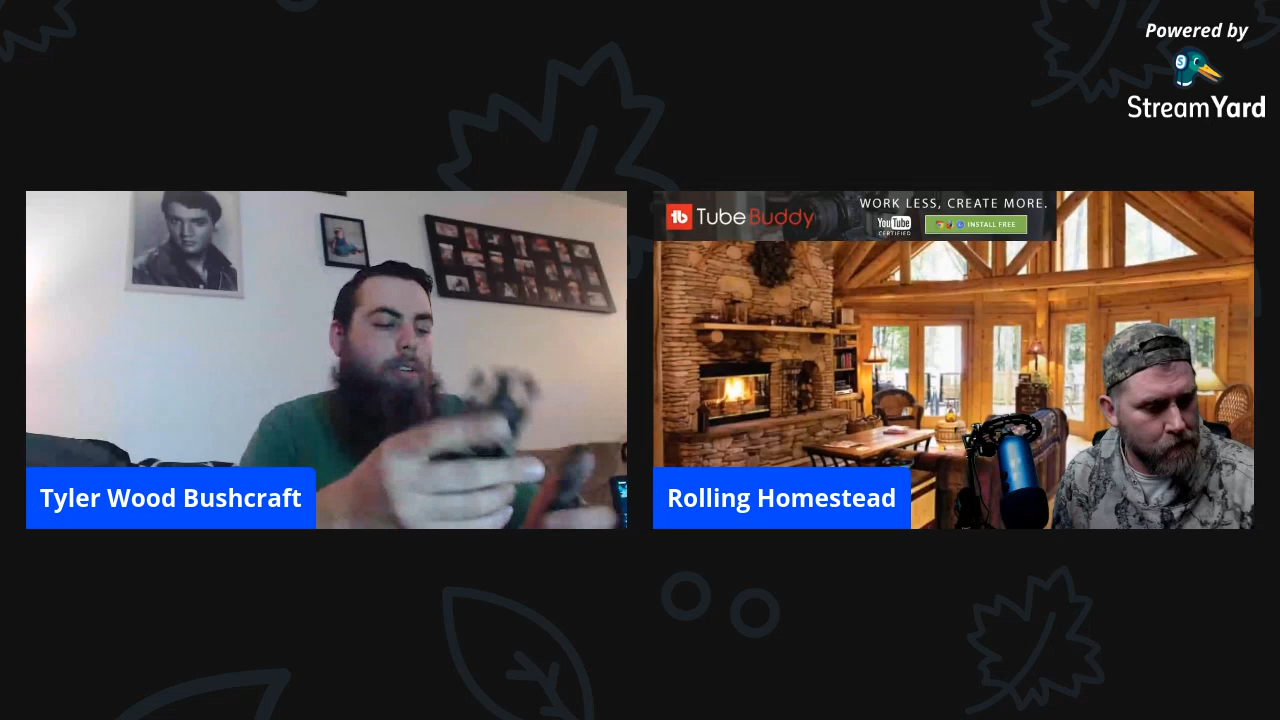 Powered by
StreamYard
TubeBuddy
WORK LESS, CREATE MORE.
YouTube
CERTIFIED
INSTALL FREE
Tyler Wood Bushcraft
Rolling Homestead